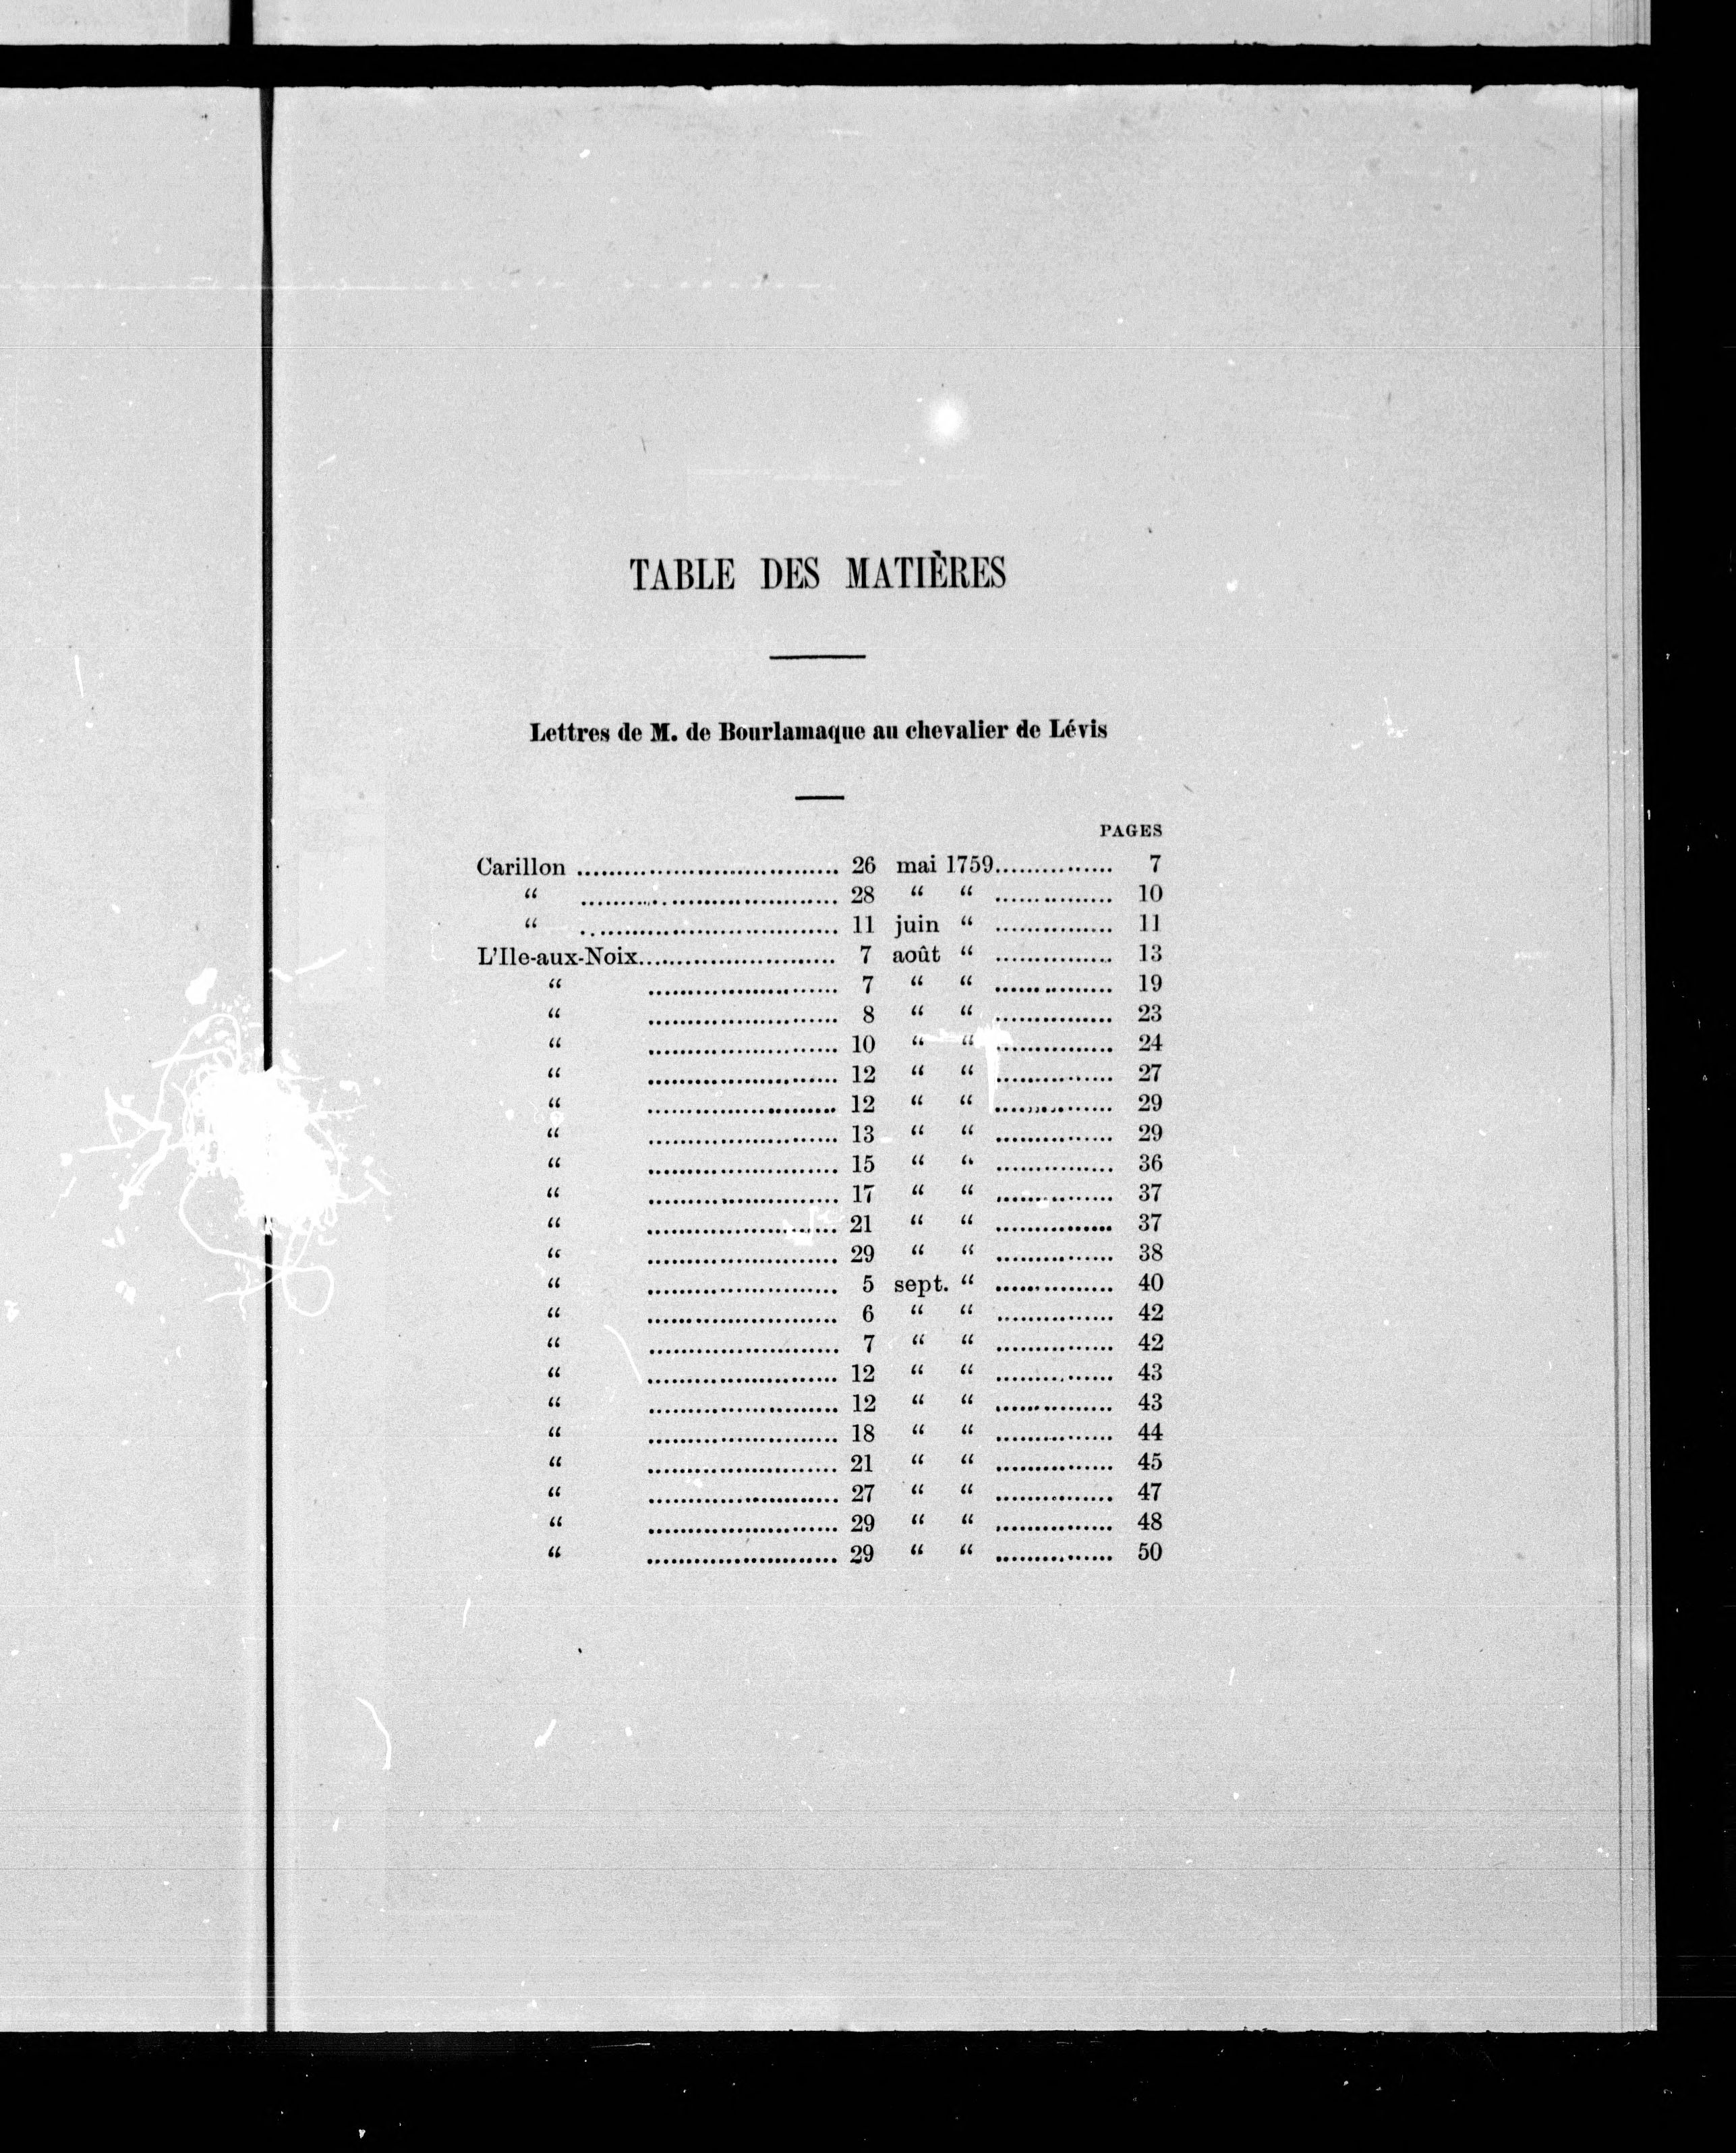 TABLE DES MATIÈRES
Lettres de M. de Bourlamaque au chevalier de Lévis
PAGES
Carillon ................................ 26 mai 1759............... 7
“ ................................ 28 “ “ ............... 10
“ ................................ 11 juin “ ............... 11
L'Ile-aux-Noix......................... 7 août “ ............... 13
“ ........................ 7 “ “ ............... 19
“ ........................ 8 “ “ ............... 23
“ ........................ 10 “ “ ............... 24
“ ........................ 12 “ “ ............... 27
“ ........................ 12 “ “ ............... 29
“ ........................ 13 “ “ ............... 29
“ ........................ 15 “ “ ............... 36
“ ........................ 17 “ “ ............... 37
“ ........................ 21 “ “ ............... 37
“ ........................ 29 “ “ ............... 38
“ ........................ 5 sept. “ ............... 40
“ ........................ 6 “ “ ............... 42
“ ........................ 7 “ “ ............... 42
“ ........................ 12 “ “ ............... 43
“ ........................ 12 “ “ ............... 43
“ ........................ 18 “ “ ............... 44
“ ........................ 21 “ “ ............... 45
“ ........................ 27 “ “ ............... 47
“ ........................ 29 “ “ ............... 48
“ ........................ 29 “ “ ............... 50